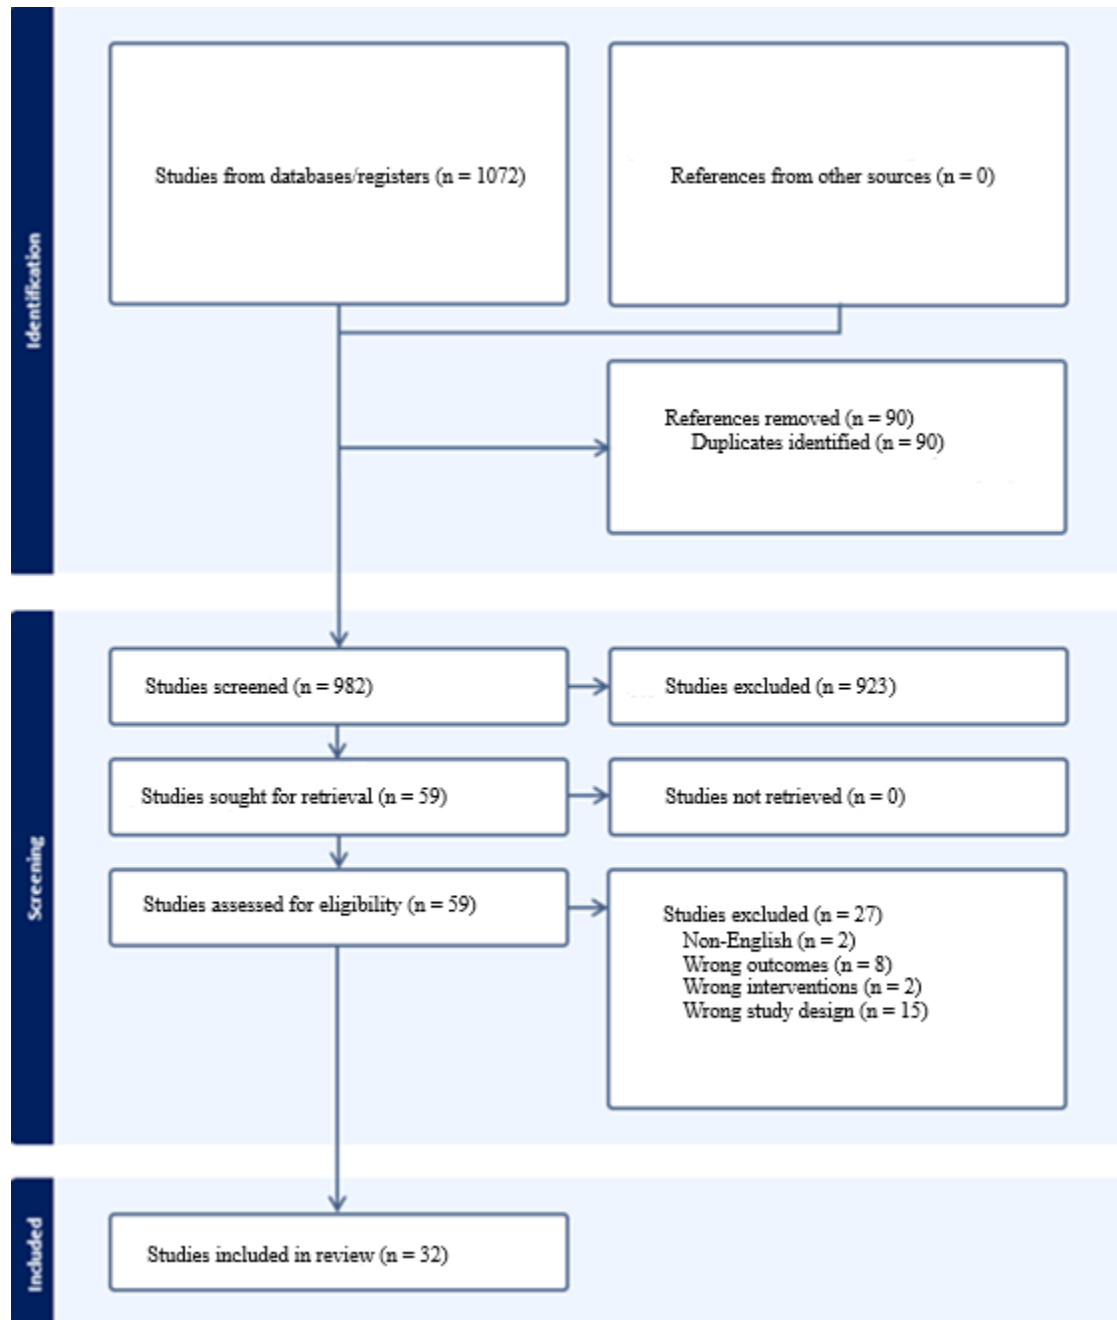 Identification
Studies from databases/registers (n = 1072)
References from other sources (n = 0)
References removed (n = 90)
Duplicates identified (n = 90)
Screening
Studies screened (n = 982)
Studies excluded (n = 923)
Studies sought for retrieval (n = 59)
Studies not retrieved (n = 0)
Studies assessed for eligibility (n = 59)
Studies excluded (n = 27)
Non-English (n = 2)
Wrong outcomes (n = 8)
Wrong interventions (n = 2)
Wrong study design (n = 15)
Included
Studies included in review (n = 32)